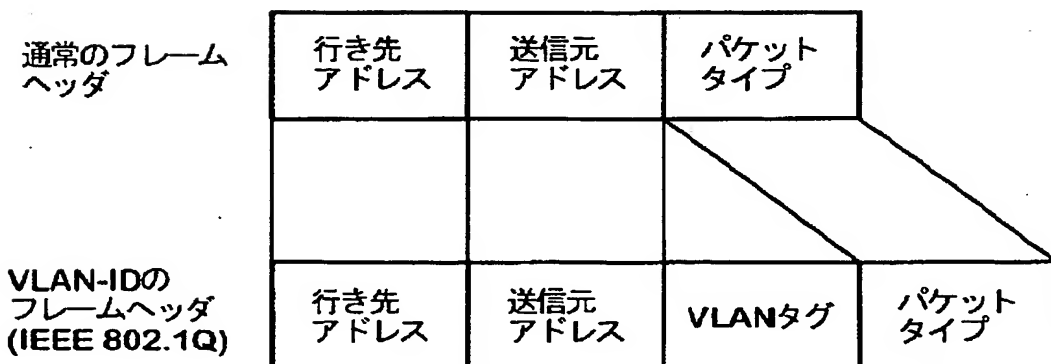 通常のフレーム
ヘッダ
行き先
アドレス
送信元
アドレス
パケット
タイプ
VLAN-IDの
フレームヘッダ
(IEEE 802.1Q)
行き先
アドレス
送信元
アドレス
VLANタグ
パケット
タイプ